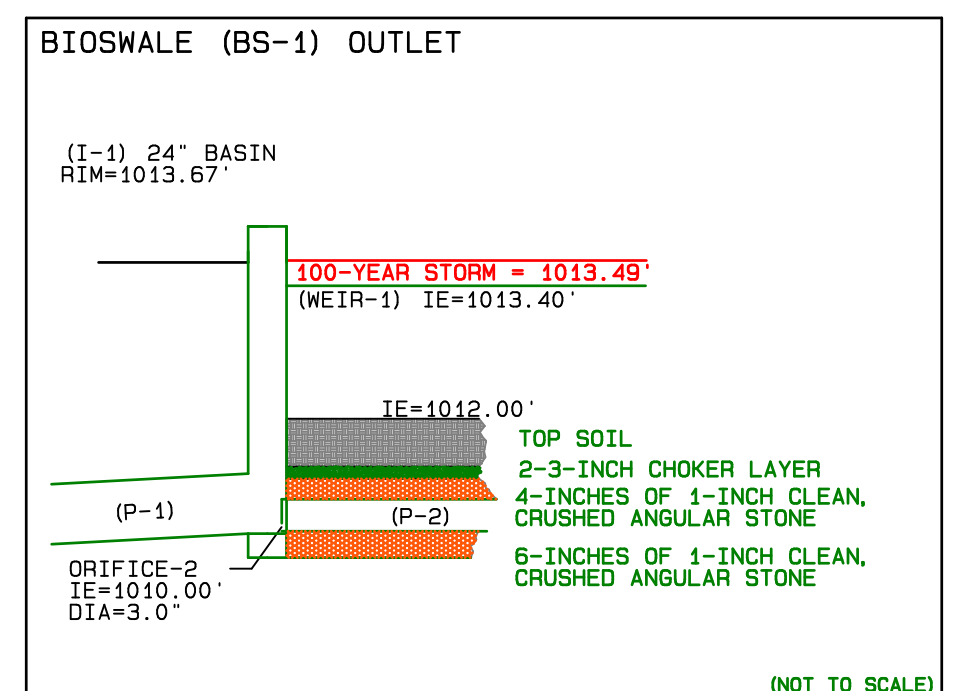 BIOSWALE (BS-1) OUTLET
(I-1) 24" BASIN
RIM=1013.67'
100-YEAR STORM = 1013.49'
(WEIR-1) IE=1013.40'
IE=1012.00'
TOP SOIL
2-3-INCH CHOKER LAYER
4-INCHES OF 1-INCH CLEAN,
CRUSHED ANGULAR STONE
(P-1)
(P-2)
6-INCHES OF 1-INCH CLEAN,
CRUSHED ANGULAR STONE
ORIFICE-2
IE=1010.00'
DIA=3.0"
(NOT TO SCALE)